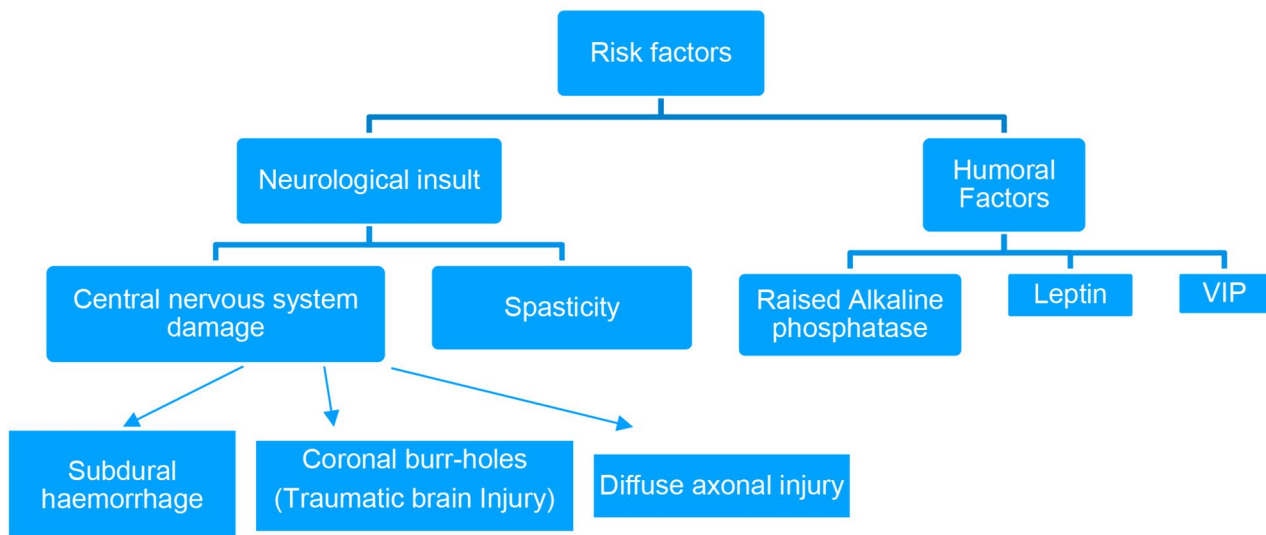 Risk factors
Neurological insult
Humoral
Factors
Central nervous system
damage
Spasticity
Raised Alkaline
phosphatase
Leptin
VIP
Subdural
haemorrhage
Coronal burr-holes
(Traumatic brain Injury)
Diffuse axonal injury